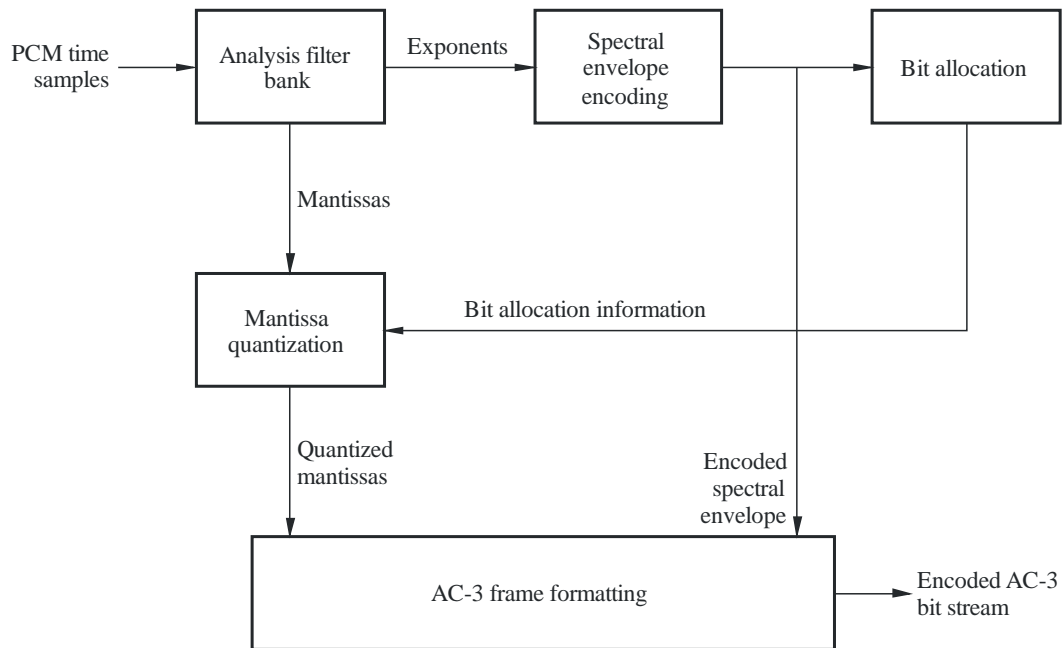 PCM time
samples
Analysis filter
bank
Exponents
Spectral
envelope
encoding
Bit allocation
Mantissas
Mantissa
quantization
Bit allocation information
Quantized
mantissas
Encoded
spectral
envelope
AC-3 frame formatting
Encoded AC-3
bit stream